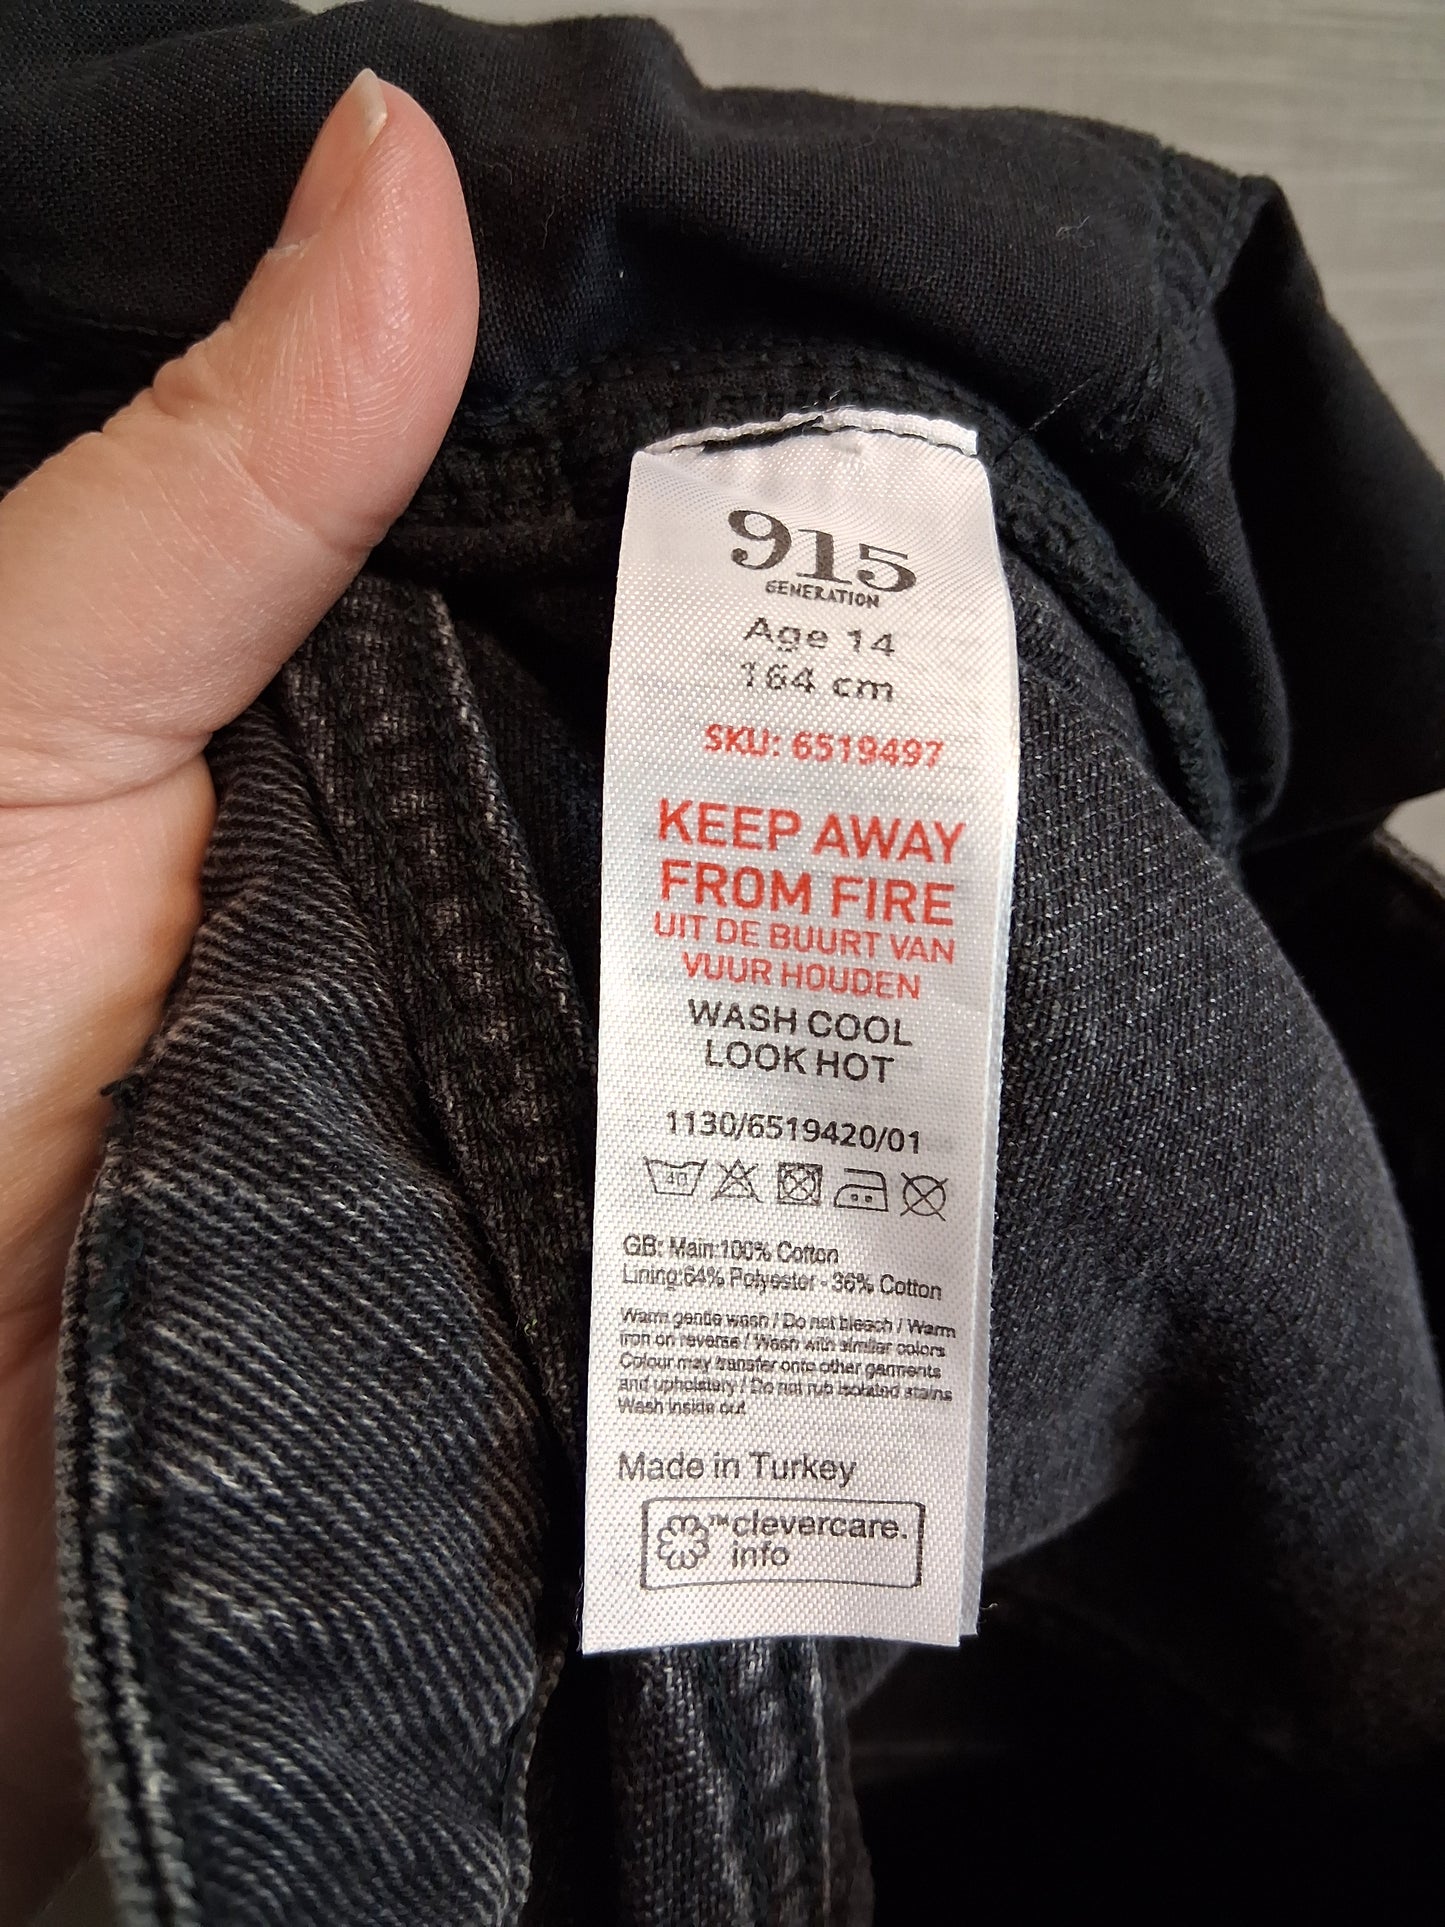 915
GENERATION
Age 14
164 cm
SKU: 6519497
KEEP AWAY
FROM FIRE
UIT DE BUURT VAN
VUUR HOUDEN
WASH COOL
LOOK HOT
1130/6519420/01
GB: Main:100% Cotton
Lining:64% Polyester - 36% Cotton
Warm gentle wash / Do not bleach / Warm
iron on reverse / Wash with similar colors
Colour may transfer onto other garments
and upholstery / Do not rub isolated stains
Wash inside out
Made in Turkey
™clevercare.
info